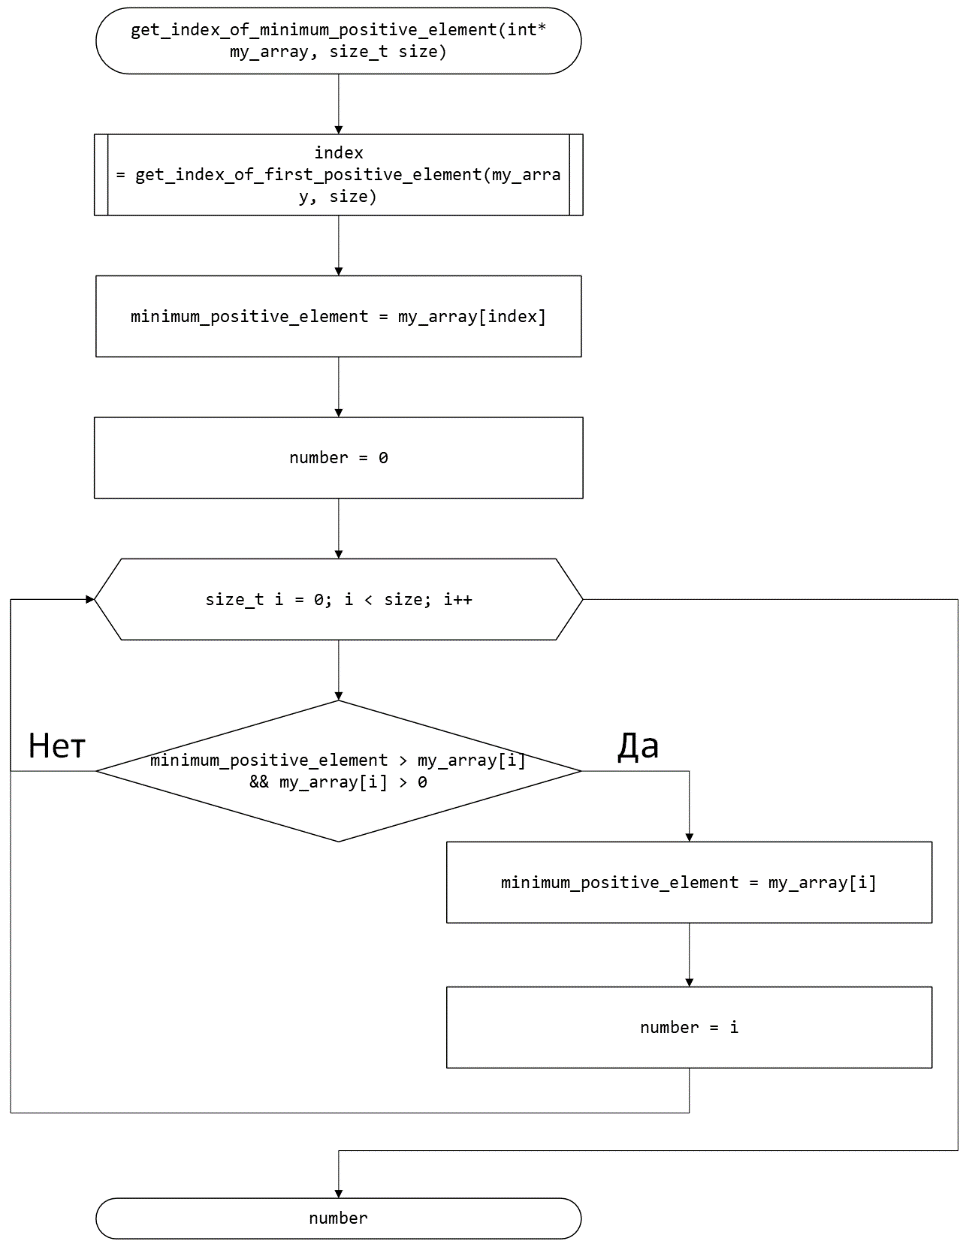 get_index_of_minimum_positive_element(int*
my_array, size_t size)
index
= get_index_of_first_positive_element(my_arra
y, size)
minimum_positive_element = my_array[index]
number = 0
size_t i = 0; i < size; i++
Нет
Да
minimum_positive_element > my_array[i]
&& my_array[i] > 0
minimum_positive_element = my_array[i]
number = i
number